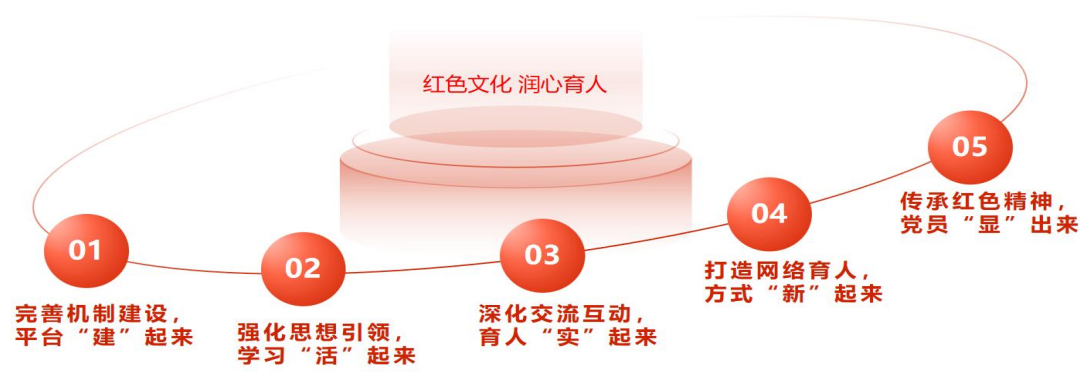 红色文化 润心育人
01
完善机制建设，
平台“建”起来
02
强化思想引领，
学习“活”起来
03
深化交流互动，
育人“实”起来
04
打造网络育人，
方式“新”起来
05
传承红色精神，
党员“显”出来